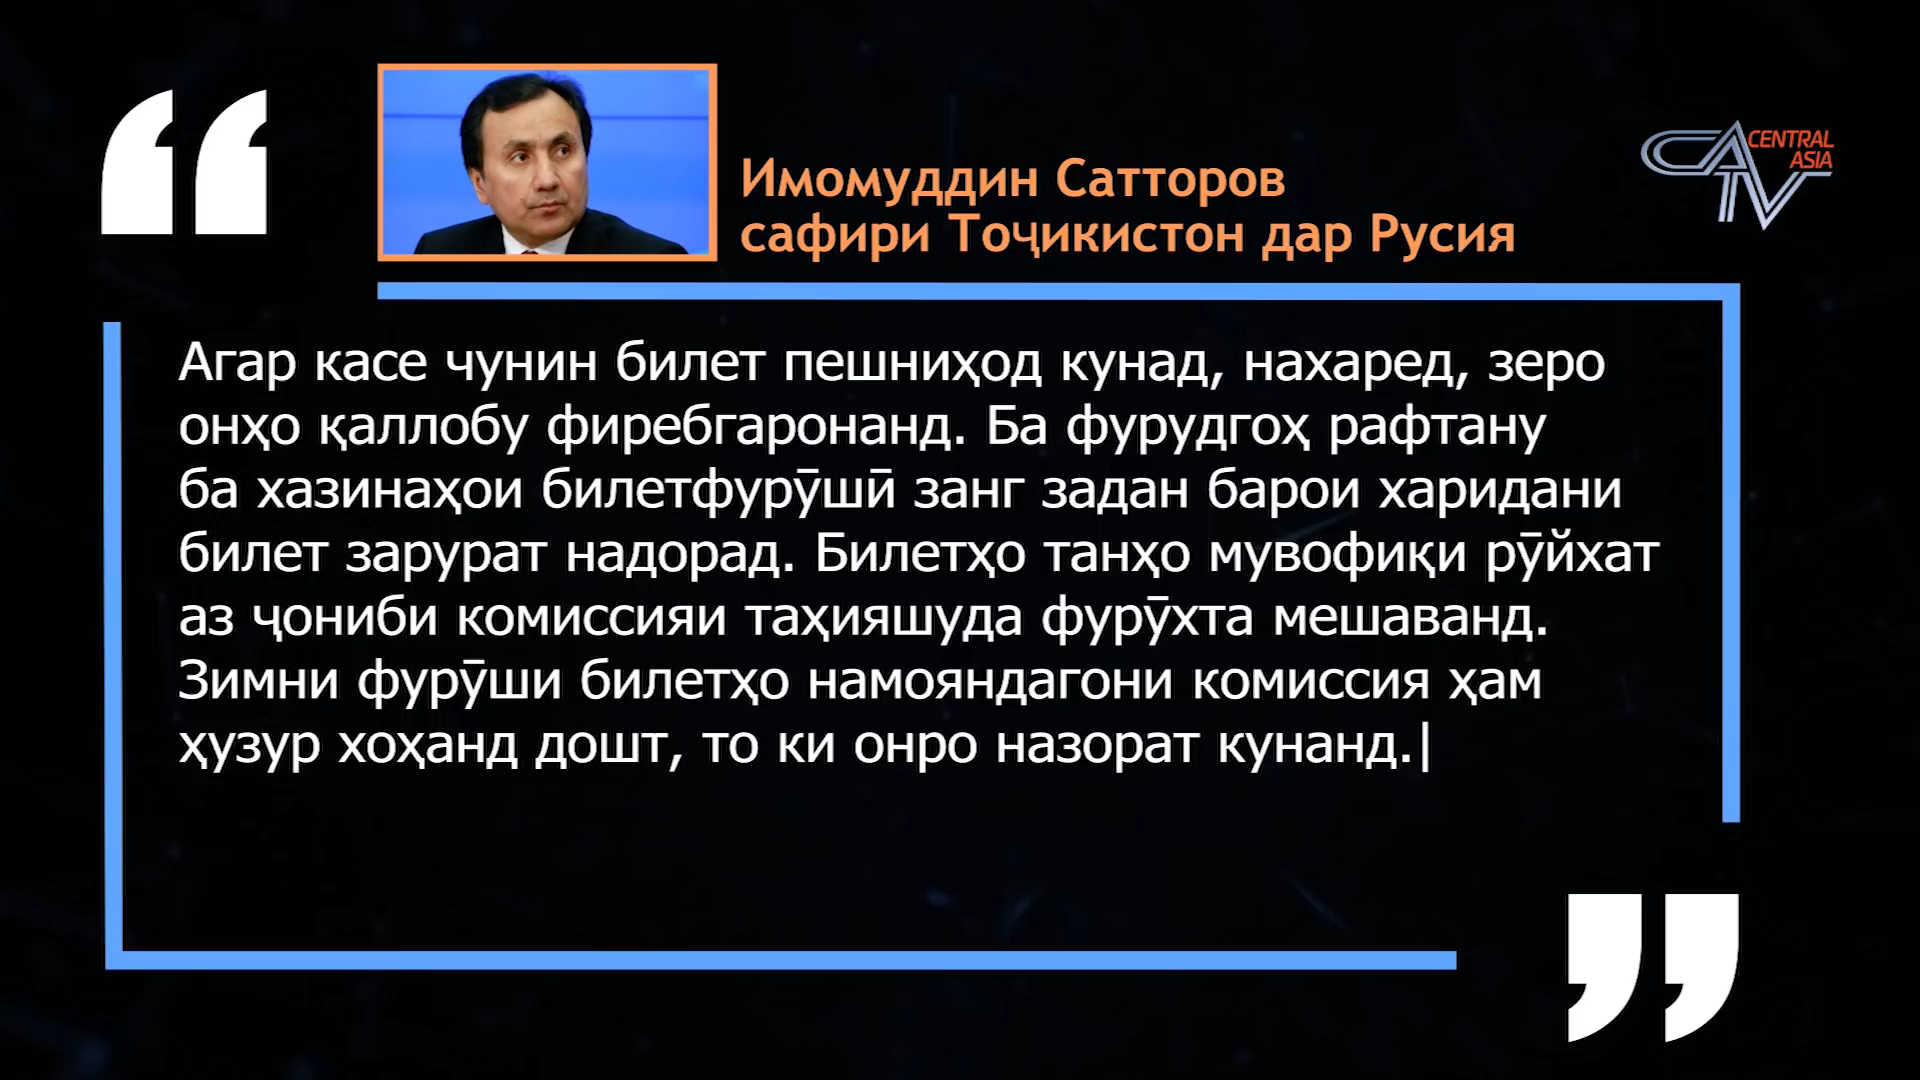 Имомуддин Сатторов
сафири Тоҷикистон дар Русия
CENTRAL
ASIA
CATV
Агар касе чунин билет пешниҳод кунад, нахаред, зеро
онҳо қаллобу фиребгаронанд. Ба фурудгоҳ рафтану
ба хазинаҳои билетфурӯшӣ занг задан барои харидани
билет зарурат надорад. Билетҳо танҳо мувофиқи рӯйхат
аз ҷониби комиссияи таҳияшуда фурӯхта мешаванд.
Зимни фурӯши билетҳо намояндагони комиссия ҳам
ҳузур хоҳанд дошт, то ки онро назорат кунанд.|